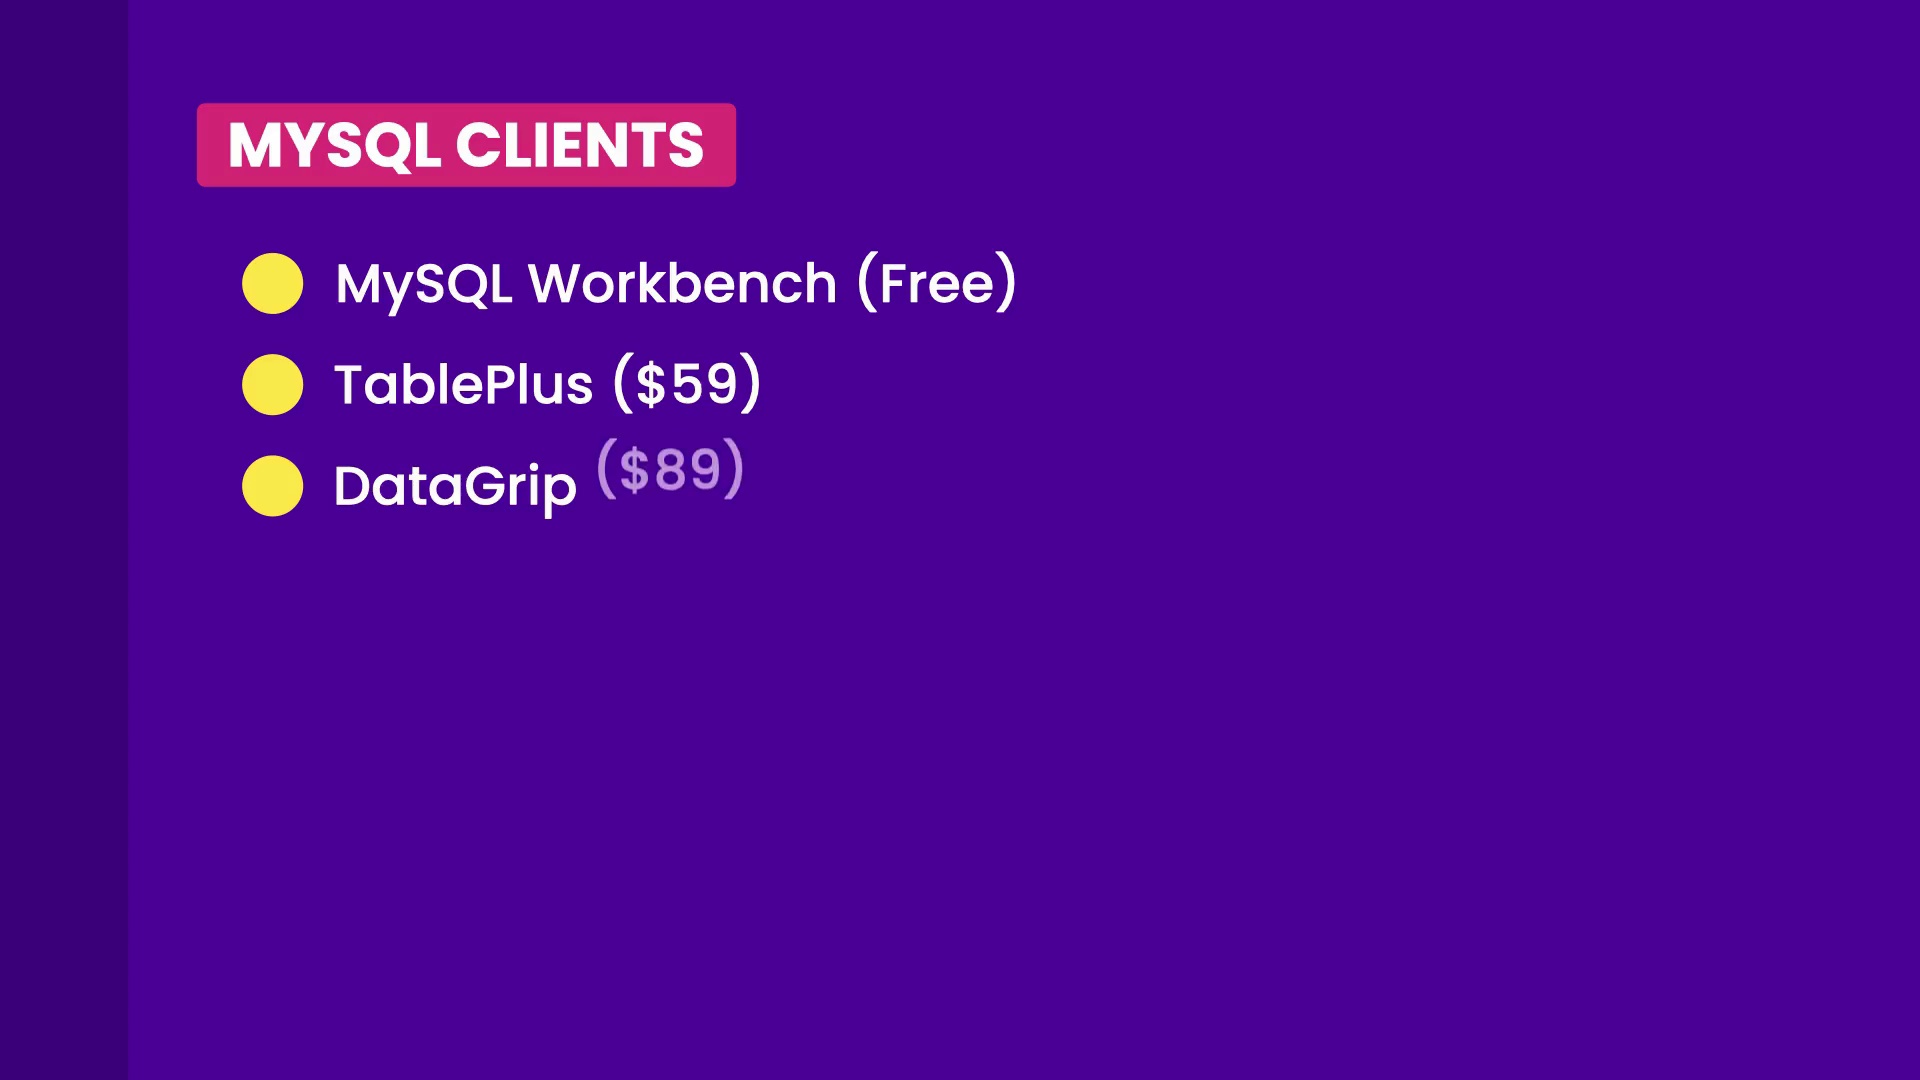 MYSQL CLIENTS
MySQL Workbench (Free)
TablePlus ($59)
DataGrip ($89)